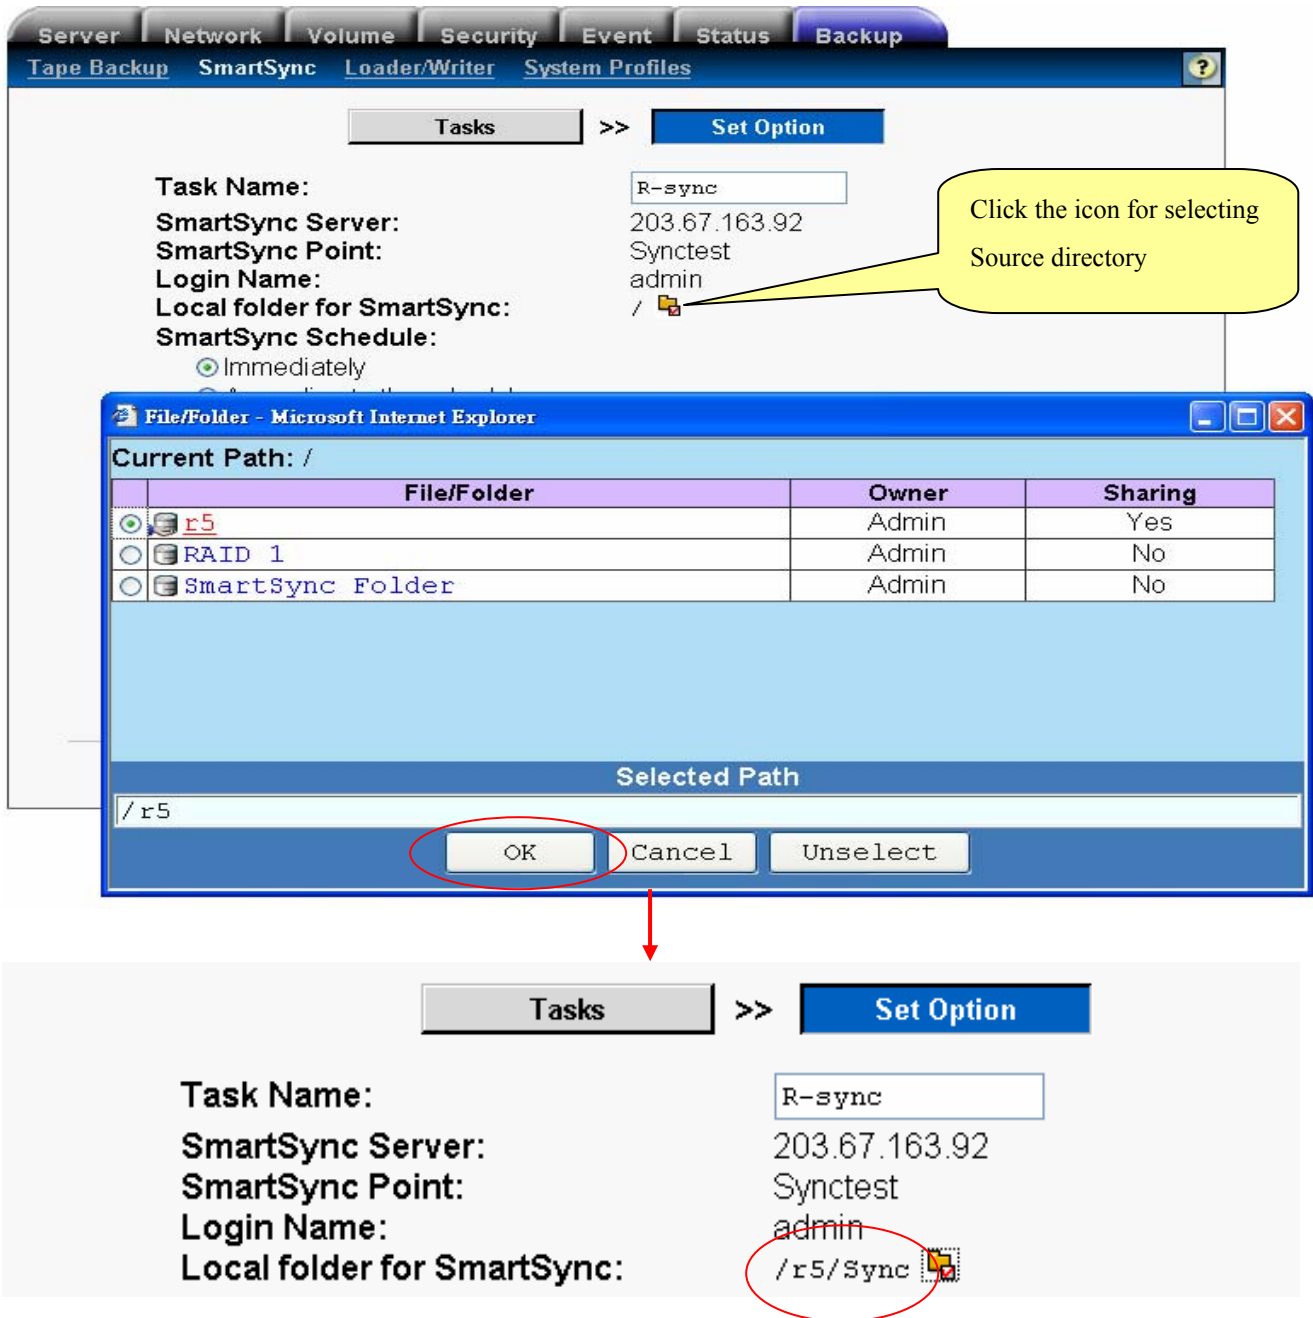 Server Network Volume Security Event Status Backup
Tape Backup SmartSync Loader/Writer System Profiles ?
Tasks >> Set Option
Task Name: R-sync
SmartSync Server: 203.67.163.92
SmartSync Point: Synctest
Login Name: admin
Local folder for SmartSync: /
SmartSync Schedule:
Immediately
Click the icon for selecting
Source directory
File/Folder - Microsoft Internet Explorer
Current Path: /
File/Folder Owner Sharing
r5 Admin Yes
RAID 1 Admin No
SmartSync Folder Admin No
Selected Path
/r5
OK Cancel Unselect
Tasks >> Set Option
Task Name: R-sync
SmartSync Server: 203.67.163.92
SmartSync Point: Synctest
Login Name: admin
Local folder for SmartSync: /r5/Sync